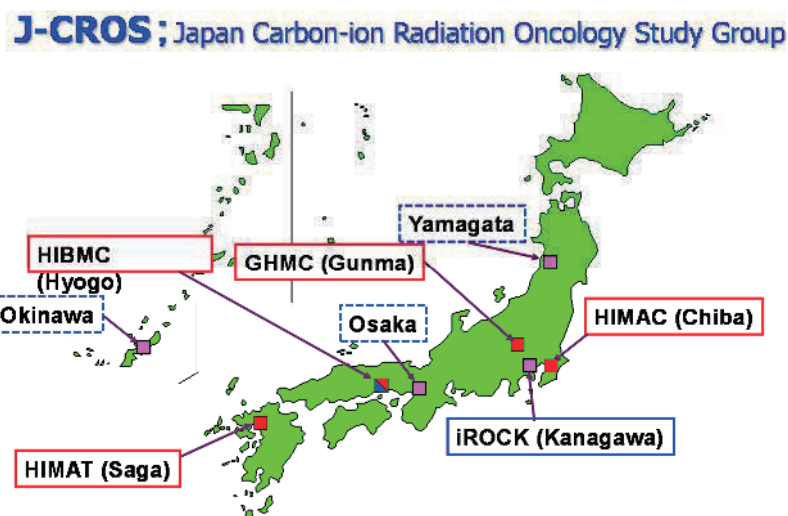 J-CROS ; Japan Carbon-ion Radiation Oncology Study Group
Yamagata
HIBMC
(Hyogo)
GHMC (Gunma)
Okinawa
Osaka
HIMAC (Chiba)
iROCK (Kanagawa)
HIMAT (Saga)